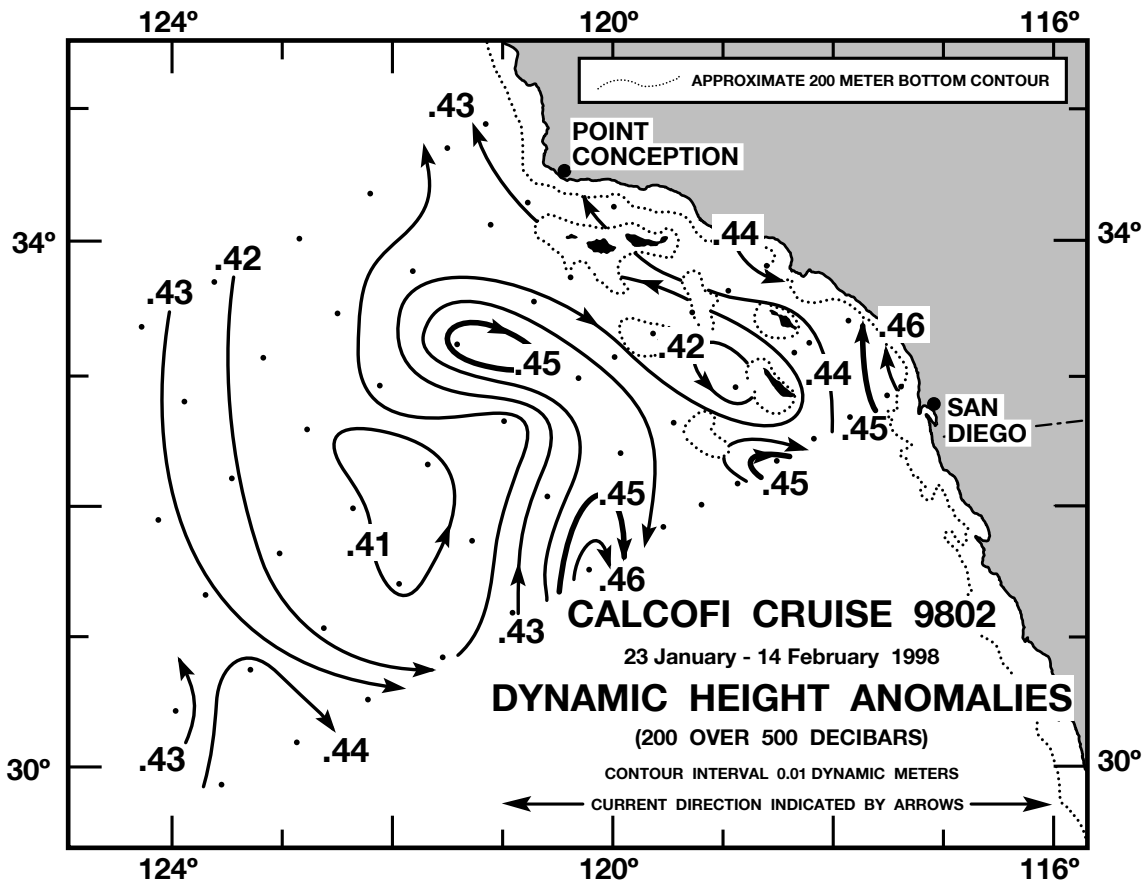 124º 120º 116º
APPROXIMATE 200 METER BOTTOM CONTOUR
.43
POINT
CONCEPTION
34º .44 34º
.42
.43
.46
.42
.45
.44
.45
SAN
DIEGO
.45
.45
.41
.46
CALCOFI CRUISE 9802
.43
23 January - 14 February 1998
DYNAMIC HEIGHT ANOMALIES
(200 OVER 500 DECIBARS)
.44
.43
30º CONTOUR INTERVAL 0.01 DYNAMIC METERS 30º
CURRENT DIRECTION INDICATED BY ARROWS
124º 120º 116º